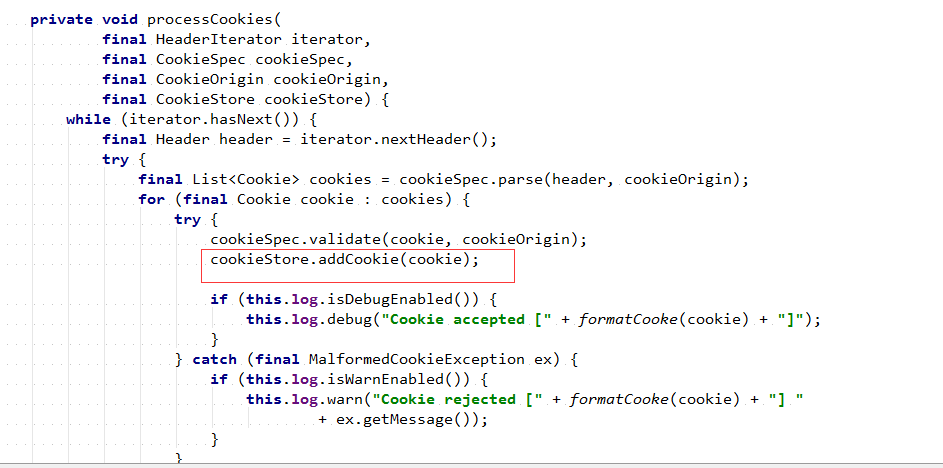 private void processCookies(
final HeaderIterator iterator,
final CookieSpec cookieSpec,
final CookieOrigin cookieOrigin,
final CookieStore cookieStore) {
while (iterator.hasNext()) {
final Header header = iterator.nextHeader();
try {
final List<Cookie> cookies = cookieSpec.parse(header, cookieOrigin);
for (final Cookie cookie : cookies) {
try {
cookieSpec.validate(cookie, cookieOrigin);
cookieStore.addCookie(cookie);
if (this.log.isDebugEnabled()) {
this.log.debug("Cookie accepted [" + formatCooke(cookie) + "]");
}
} catch (final MalformedCookieException ex) {
if (this.log.isWarnEnabled()) {
this.log.warn("Cookie rejected [" + formatCooke(cookie) + "] "
+ ex.getMessage());
}
}